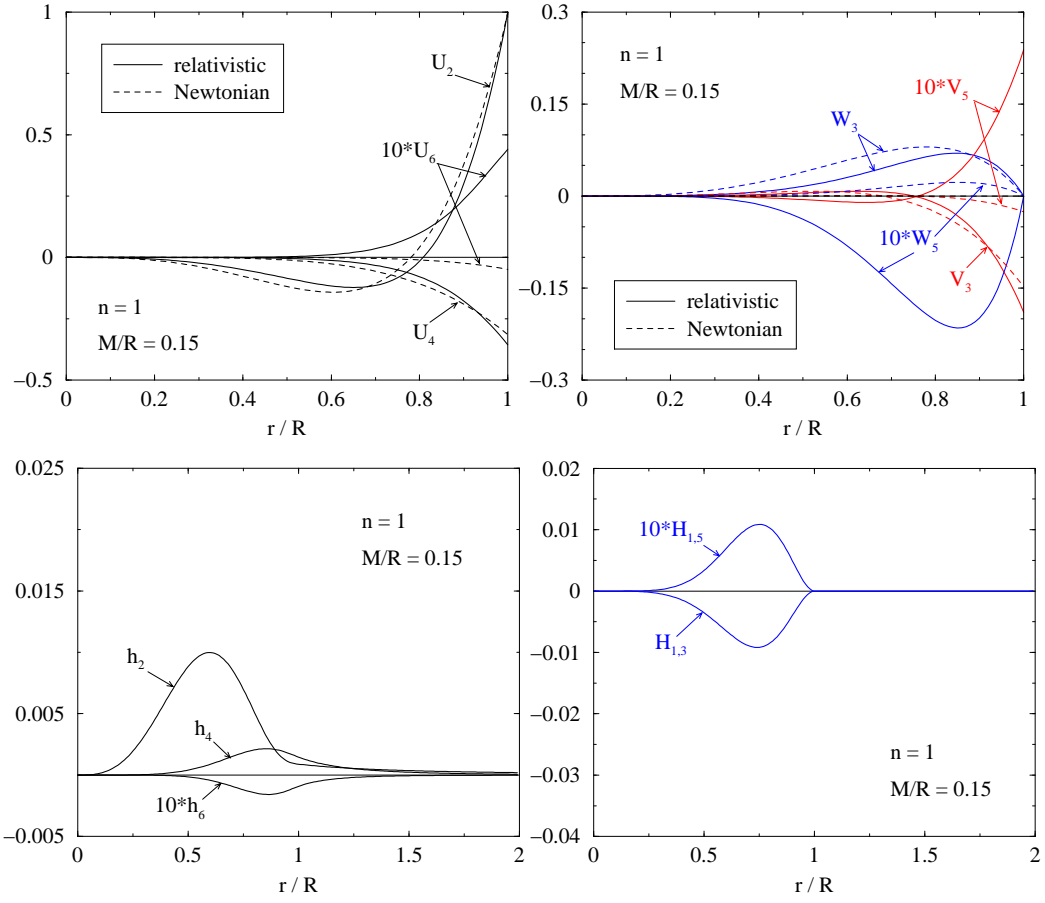 1
0.5
0
−0.5
relativistic
Newtonian
U2
10*U6
U4
n = 1
M/R = 0.15
0
0.2
0.4
0.6
0.8
1
r / R
0.3
0.15
0
−0.15
−0.3
n = 1
M/R = 0.15
10*V5
W3
10*W5
V3
relativistic
Newtonian
0
0.2
0.4
0.6
0.8
1
r / R
0.025
0.015
0.005
−0.005
n = 1
M/R = 0.15
h2
h4
10*h6
0
0.5
1
1.5
2
r / R
0.02
0.01
0
−0.01
−0.02
−0.03
−0.04
10*H1,5
H1,3
n = 1
M/R = 0.15
0
0.5
1
1.5
2
r / R